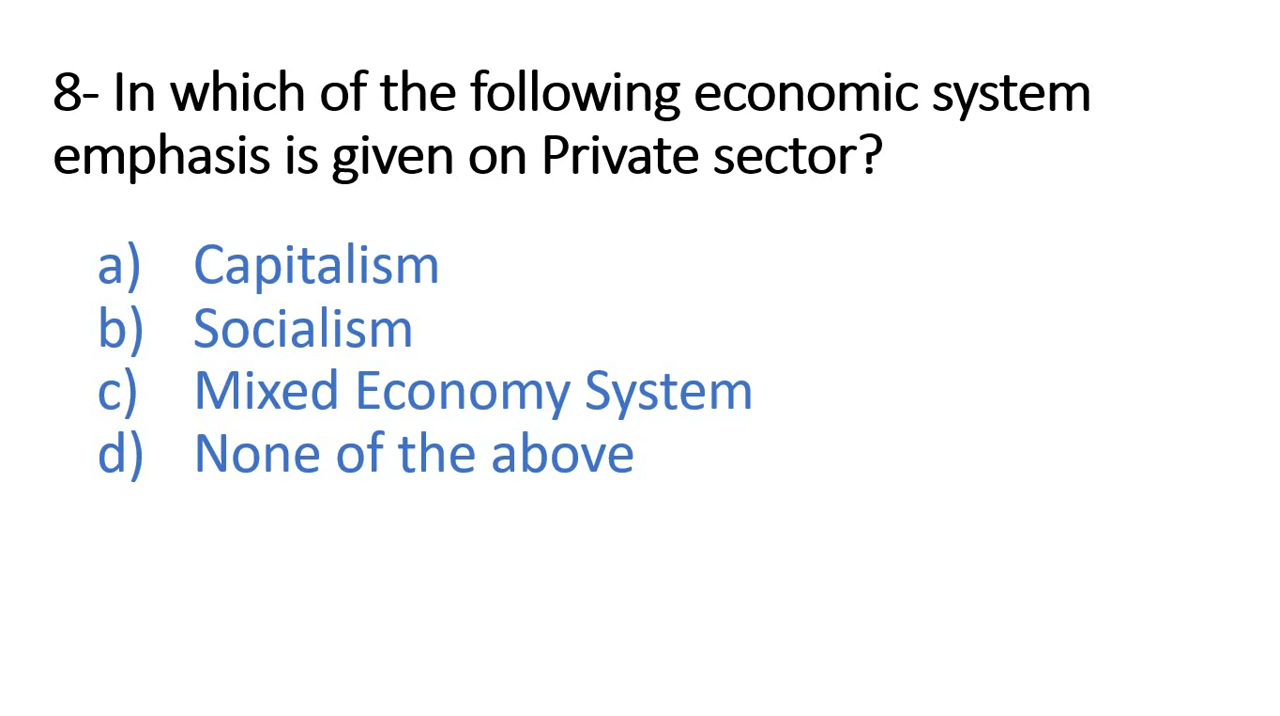 8- In which of the following economic system
emphasis is given on Private sector?
a) Capitalism
b) Socialism
c) Mixed Economy System
d) None of the above